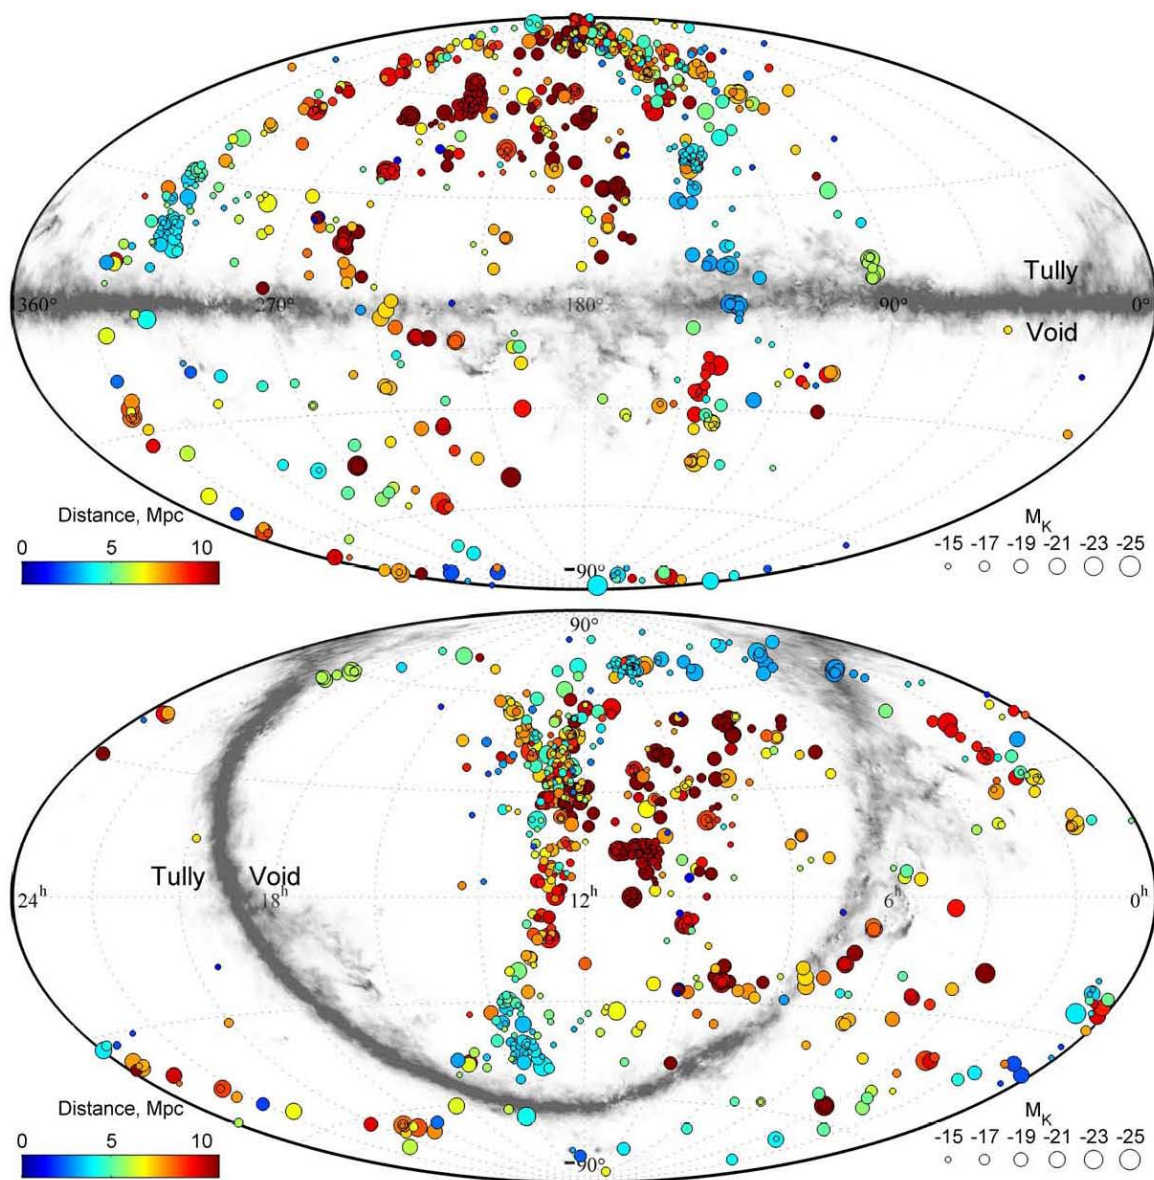 360°
270°
180°
90°
0°
Tully
Void
Distance, Mpc
0 5 10
−90°
M_K
-15 -17 -19 -21 -23 -25
90°
Tully Void
24ʰ
18ʰ
12ʰ
6ʰ
0ʰ
Distance, Mpc
0 5 10
−90°
M_K
-15 -17 -19 -21 -23 -25